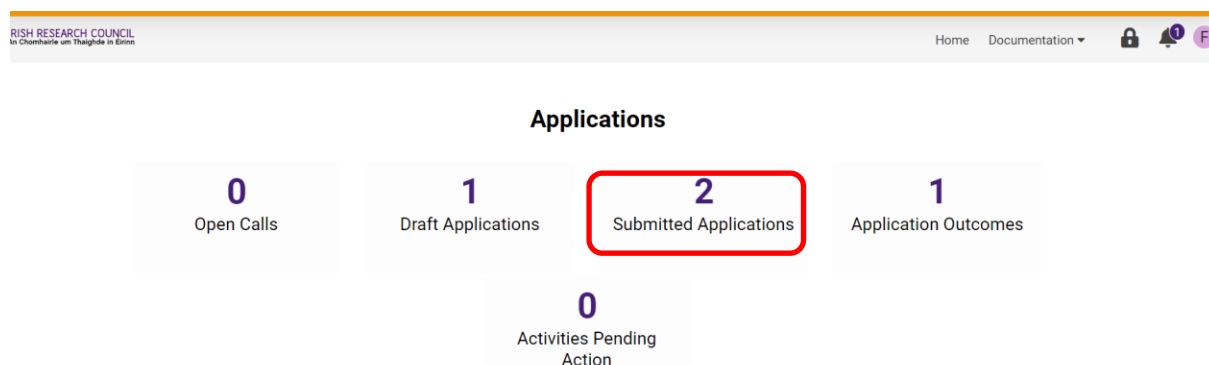 RISH RESEARCH COUNCIL
An Chomhairle um Thaighde in Éirinn
Home Documentation 1 F
Applications
0 1 2 1
Open Calls Draft Applications Submitted Applications Application Outcomes
0
Activities Pending
Action